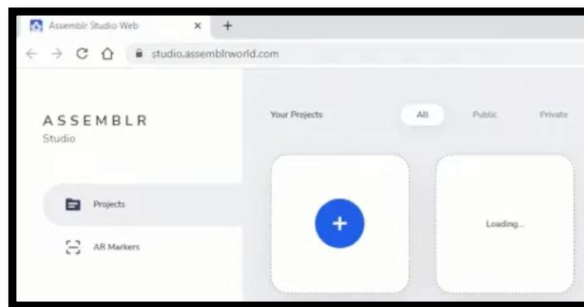 Assemblr Studio Web
studio.assemblrworld.com
ASSEMBLR
Studio
Your Projects
All
Public
Private
Projects
AR Markers
Loading...